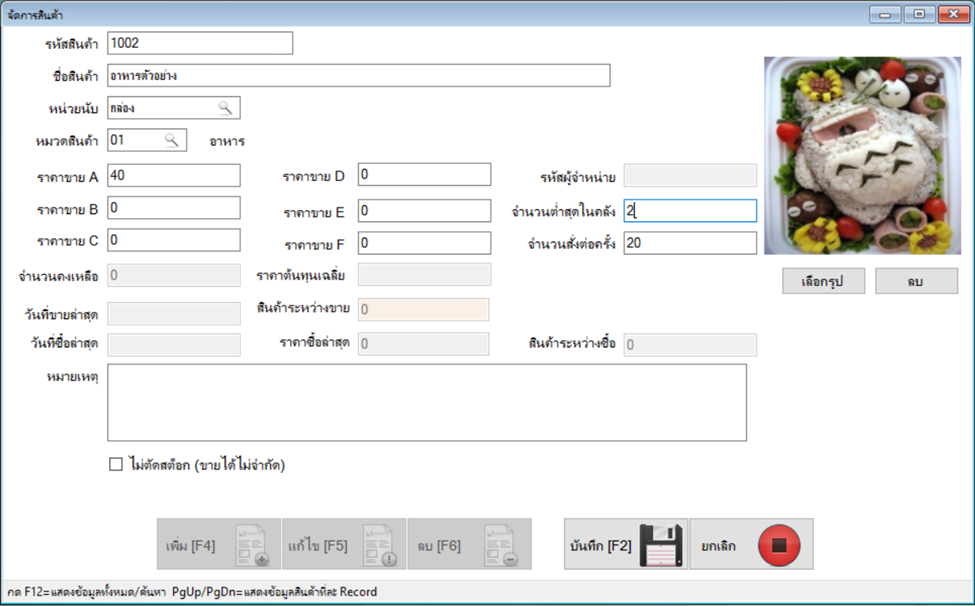 จัดการสินค้า
รหัสสินค้า 1002
ชื่อสินค้า อาหารตัวอย่าง
หน่วยนับ กล่อง
หมวดสินค้า 01 อาหาร
ราคาขาย A 40 ราคาขาย D 0 รหัสผู้จำหน่าย
ราคาขาย B 0 ราคาขาย E 0 จำนวนต่ำสุดในคลัง 2
ราคาขาย C 0 ราคาขาย F 0 จำนวนสั่งต่อครั้ง 20
เลือกรูป ลบ
จำนวนคงเหลือ 0 ราคาต้นทุนเฉลี่ย
วันที่ขายล่าสุด สินค้าระหว่างขาย 0
วันที่ซื้อล่าสุด ราคาซื้อล่าสุด 0 สินค้าระหว่างซื้อ 0
หมายเหตุ
ไม่ตัดสต็อก (ขายได้ไม่จำกัด)
เพิ่ม [F4] แก้ไข [F5] ลบ [F6] บันทึก [F2] ยกเลิก
กด F12=แสดงข้อมูลทั้งหมด/ค้นหา PgUp/PgDn=แสดงข้อมูลสินค้าทีละ Record